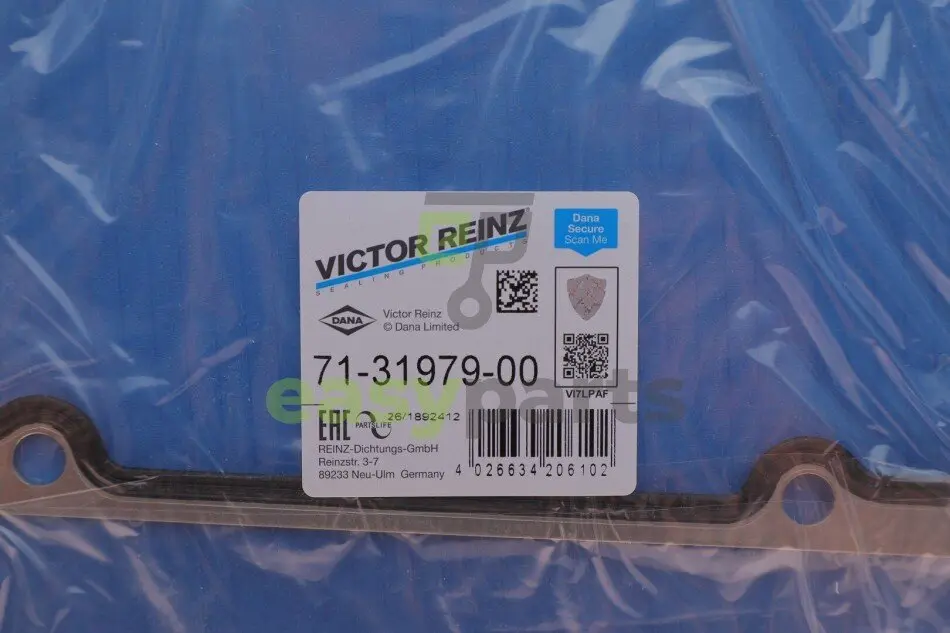 VICTOR REINZ®
SEALING PRODUCTS
Dana
Secure
Scan Me
DANA
Victor Reinz
© Dana Limited
71-31979-00
VI7LPAF
easyparts
EAC
PARTSLIFE
26/1892412
REINZ-Dichtungs-GmbH
Reinzstr. 3-7
89233 Neu-Ulm Germany
4 026634 206102